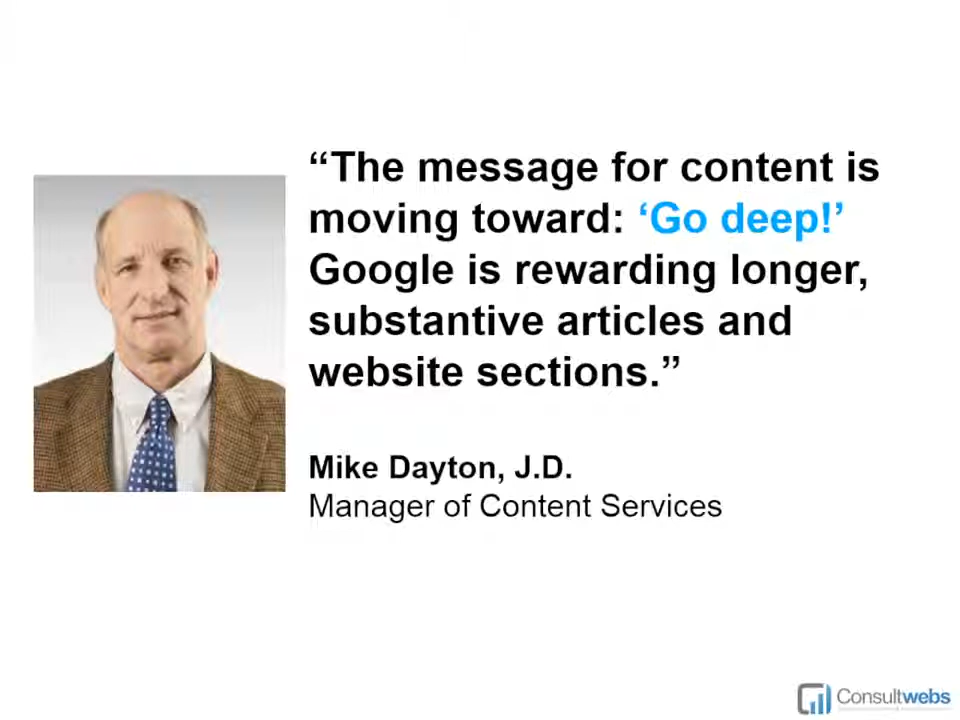 “The message for content is
moving toward: ‘Go deep!’
Google is rewarding longer,
substantive articles and
website sections.”
Mike Dayton, J.D.
Manager of Content Services
Consultwebs